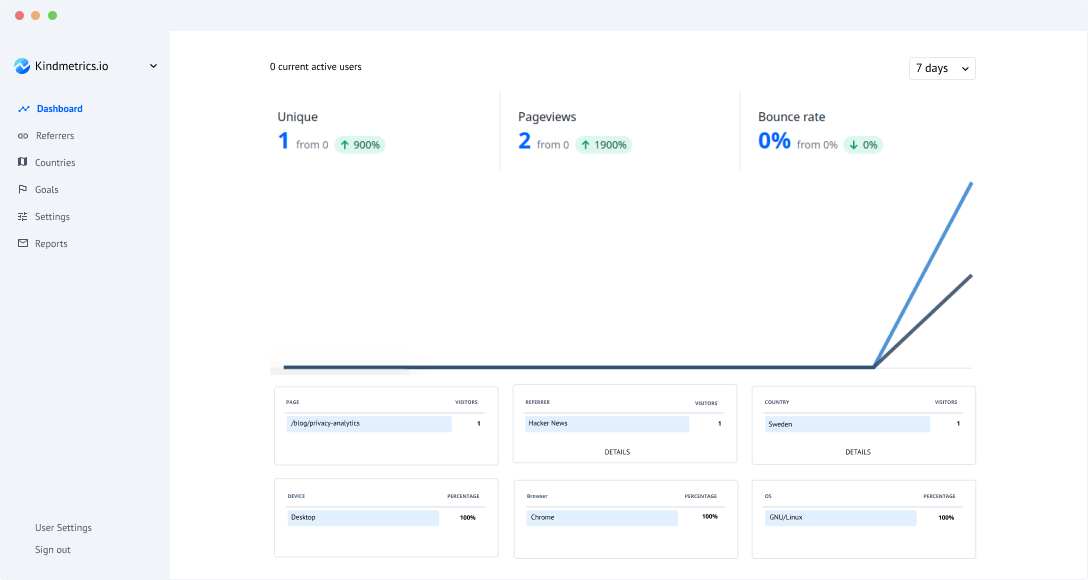 Kindmetrics.io
Dashboard
Referrers
Countries
Goals
Settings
Reports
User Settings
Sign out
0 current active users
7 days
Unique
1 from 0 900%
Pageviews
2 from 0 1900%
Bounce rate
0% from 0% 0%
PAGE VISITORS
/blog/privacy-analytics 1
REFERRER VISITORS
Hacker News 1
DETAILS
COUNTRY VISITORS
Sweden 1
DETAILS
DEVICE PERCENTAGE
Desktop 100%
Browser PERCENTAGE
Chrome 100%
OS PERCENTAGE
GNU/Linux 100%